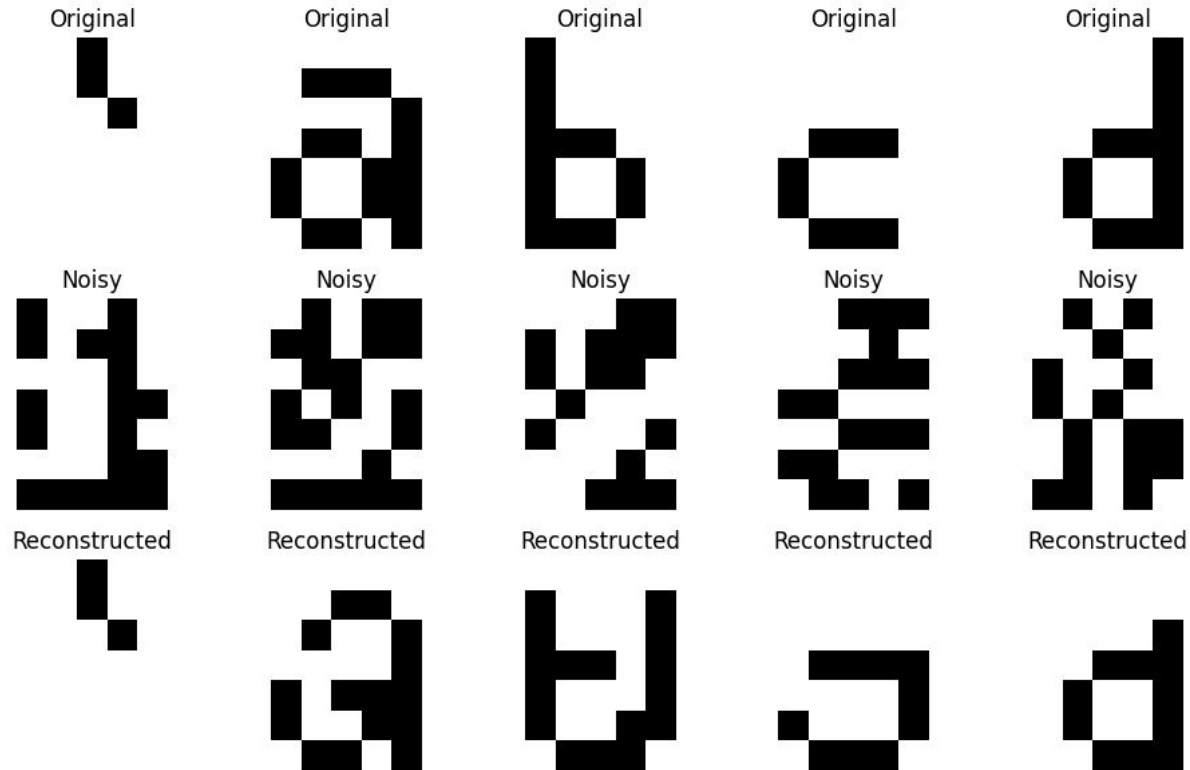 Original Original Original Original Original
` a b c d
Noisy Noisy Noisy Noisy Noisy
Reconstructed Reconstructed Reconstructed Reconstructed Reconstructed